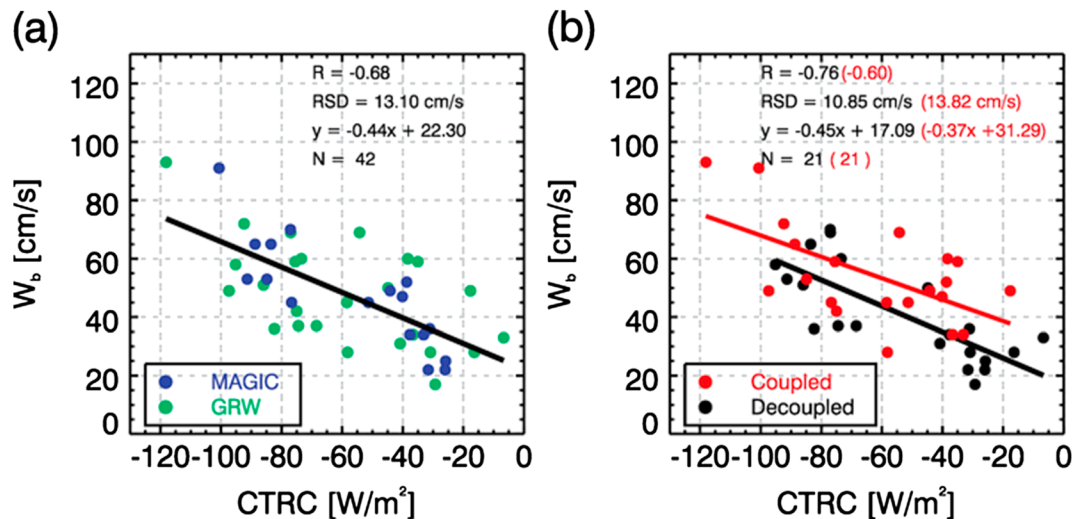 (a)
R = -0.68
RSD = 13.10 cm/s
y = -0.44x + 22.30
N = 42
120
100
80
60
40
20
0
W_b [cm/s]
MAGIC
GRW
-120 -100 -80 -60 -40 -20 0
CTRC [W/m²]
(b)
R = -0.76 (-0.60)
RSD = 10.85 cm/s (13.82 cm/s)
y = -0.45x + 17.09 (-0.37x +31.29)
N = 21 ( 21 )
120
100
80
60
40
20
0
W_b [cm/s]
Coupled
Decoupled
-120 -100 -80 -60 -40 -20 0
CTRC [W/m²]